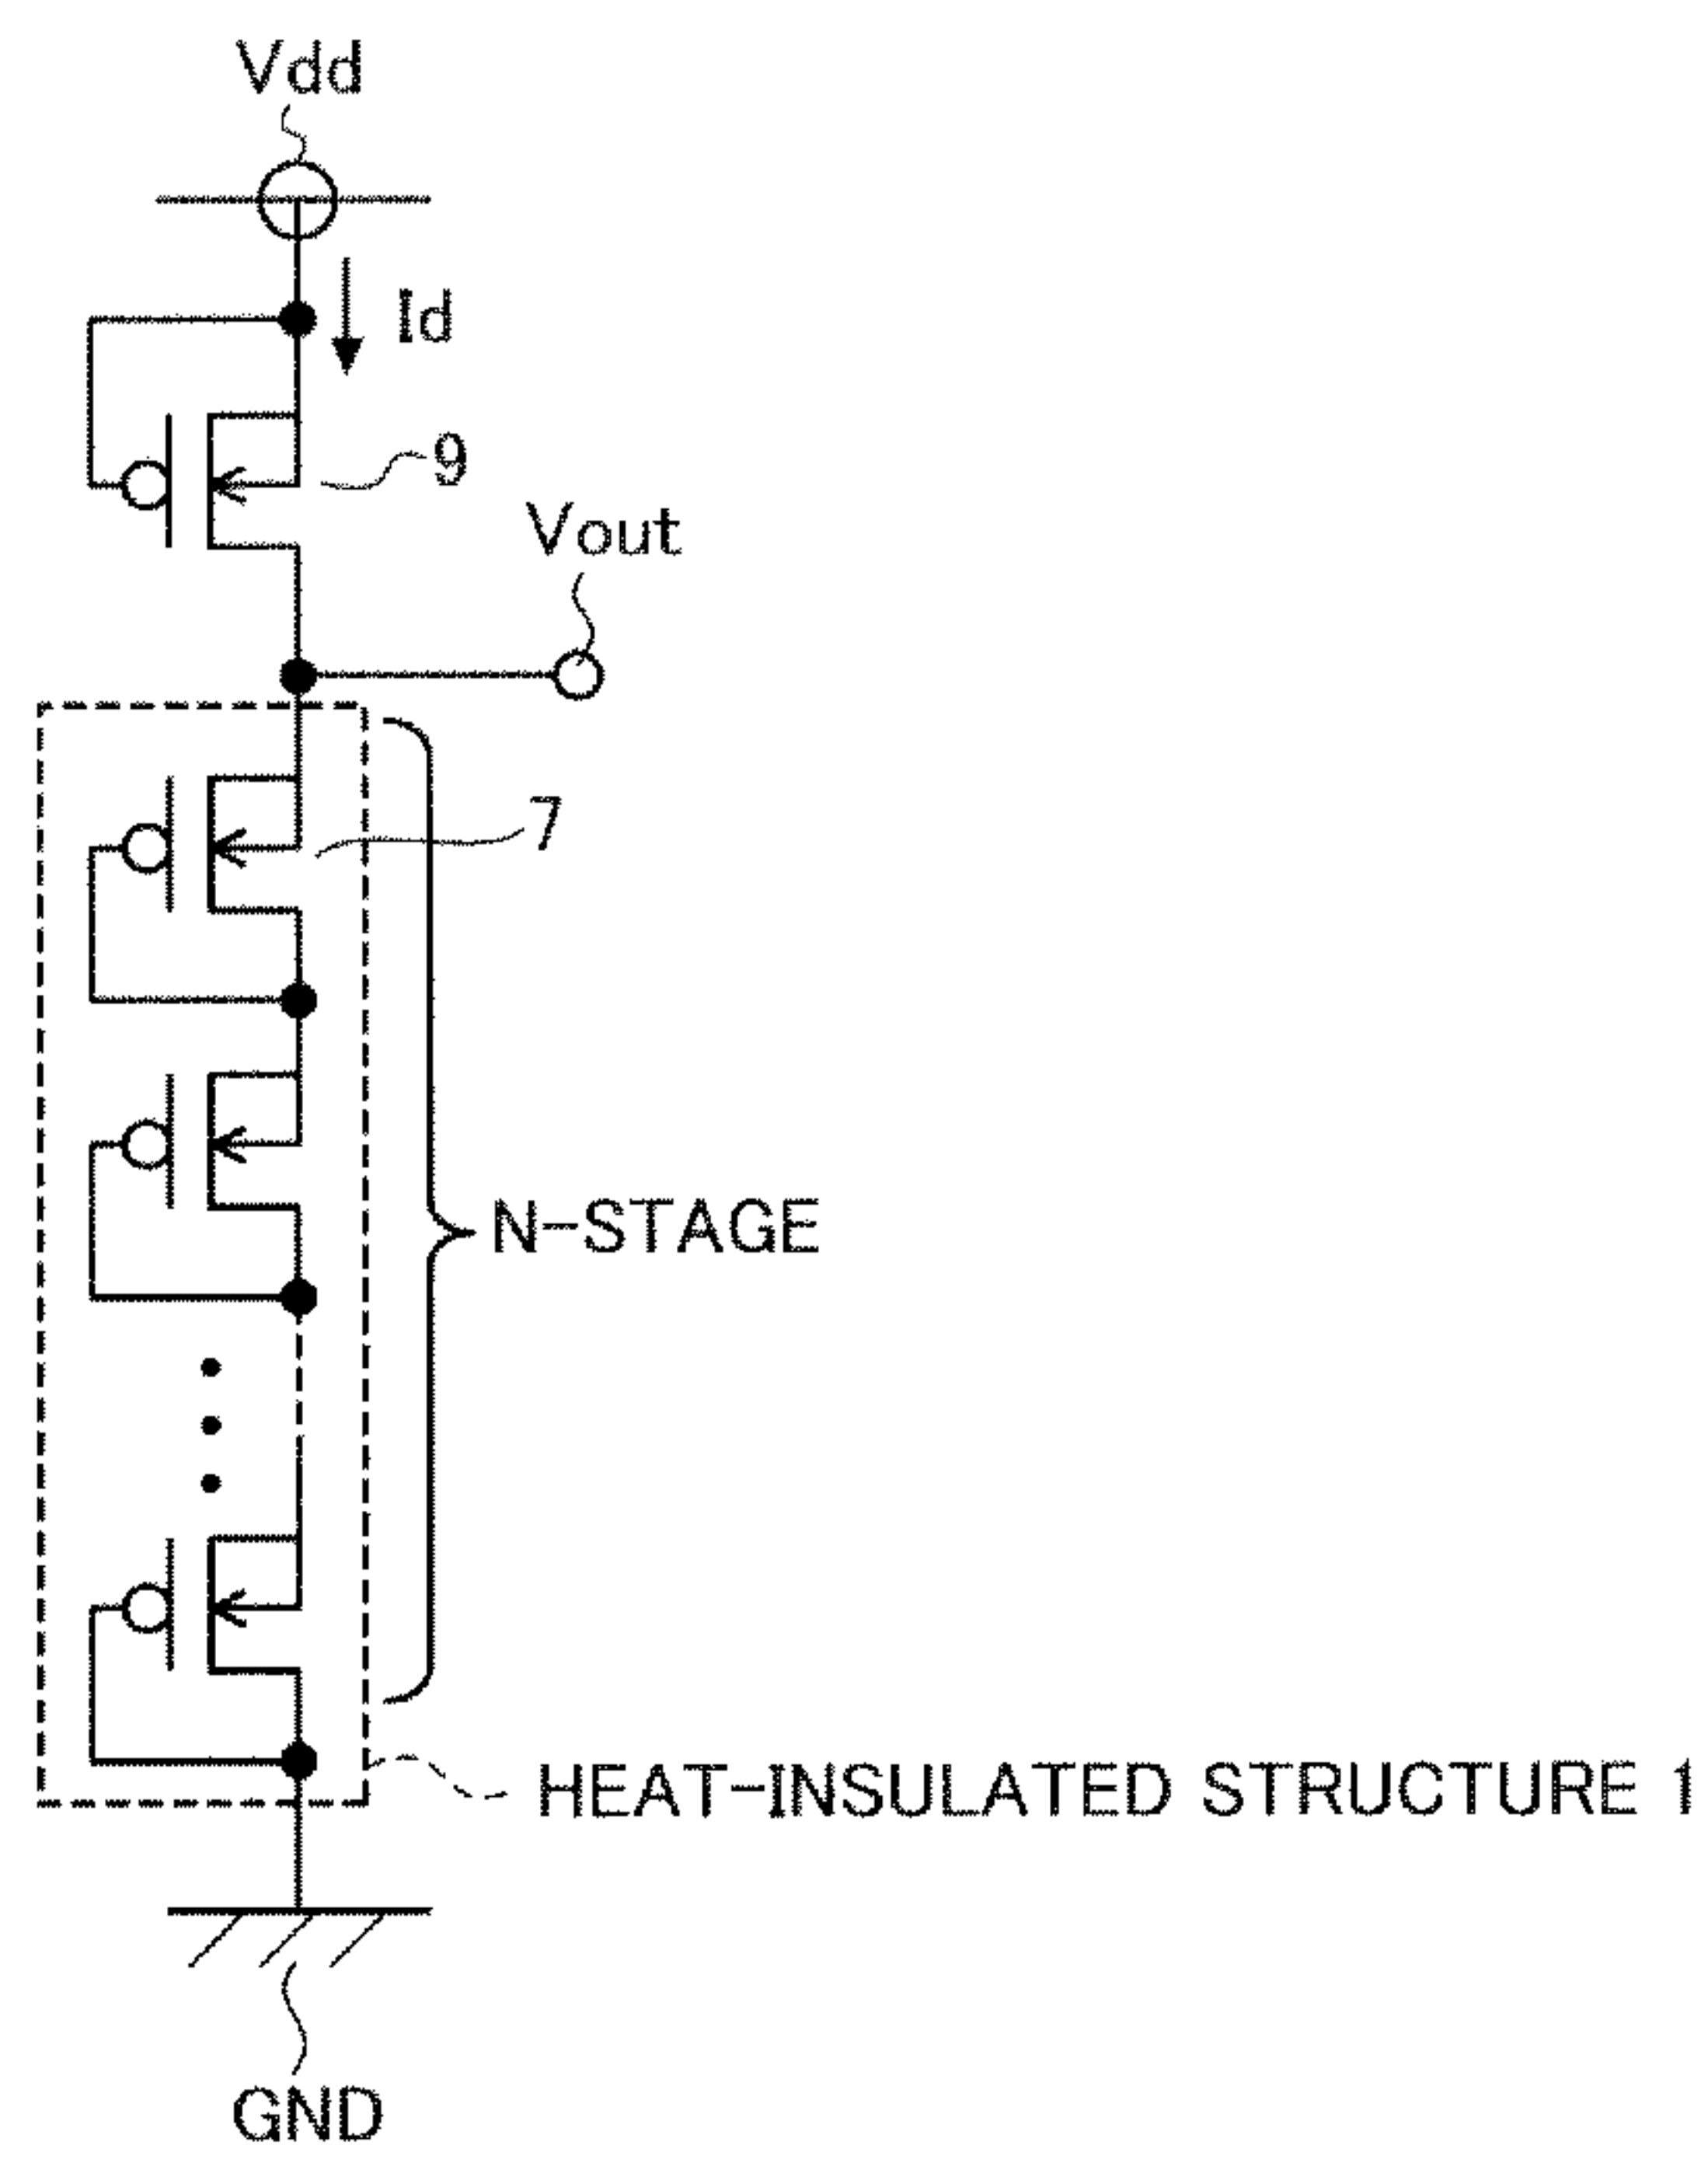 Vdd
Id
9
Vout
7
N-STAGE
HEAT-INSULATED STRUCTURE 1
GND